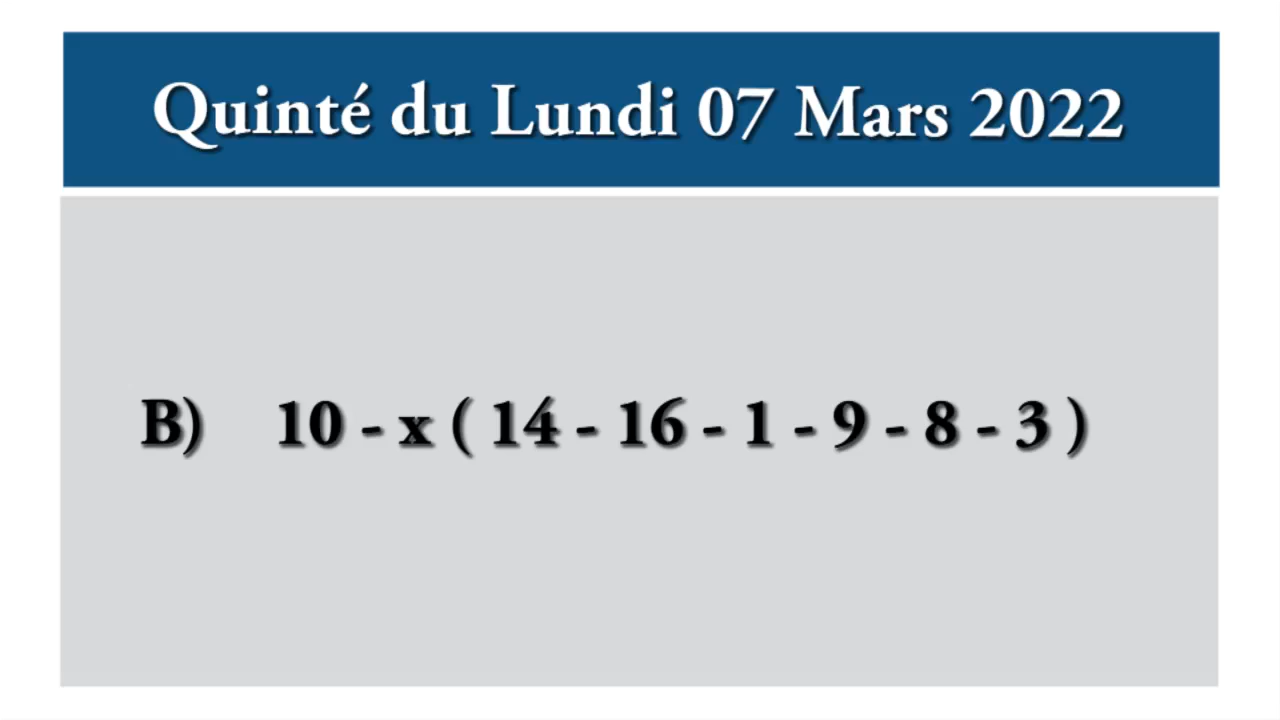 Quinté du Lundi 07 Mars 2022
B) 10 - x ( 14 - 16 - 1 - 9 - 8 - 3 )